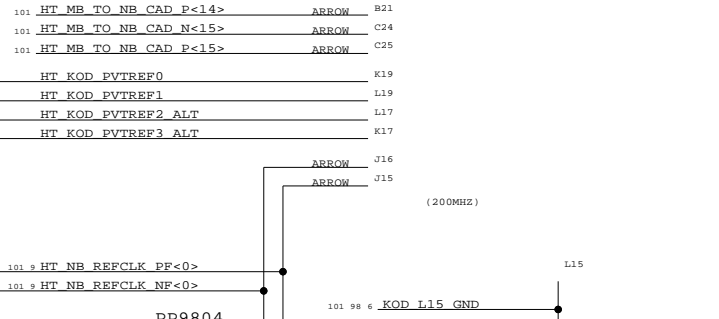 101 HT_MB_TO_NB_CAD_P<14> ARROW B21
101 HT_MB_TO_NB_CAD_N<15> ARROW C24
101 HT_MB_TO_NB_CAD_P<15> ARROW C25
HT_KOD_PVTREF0 K19
HT_KOD_PVTREF1 L19
HT_KOD_PVTREF2_ALT L17
HT_KOD_PVTREF3_ALT K17
ARROW J16
ARROW J15
(200MHZ)
L15
101 9 HT_NB_REFCLK_PF<0>
101 9 HT_NB_REFCLK_NF<0>
101 98 6 KOD_L15_GND